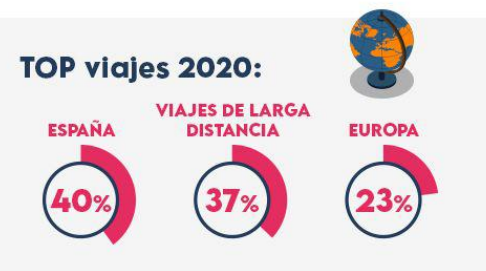 TOP viajes 2020:
ESPAÑA
40%
VIAJES DE LARGA
DISTANCIA
37%
EUROPA
23%